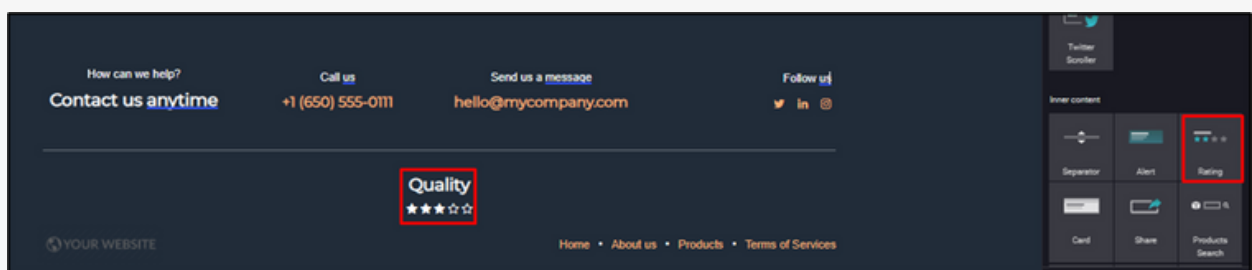 How can we help?
Contact us anytime
Call us
+1 (650) 555-0111
Send us a message
hello@mycompany.com
Follow us
Quality
YOUR WEBSITE
Home • About us • Products • Terms of Services
Twitter
Scroller
Inner content
Separator
Alert
Rating
Card
Share
Products
Search